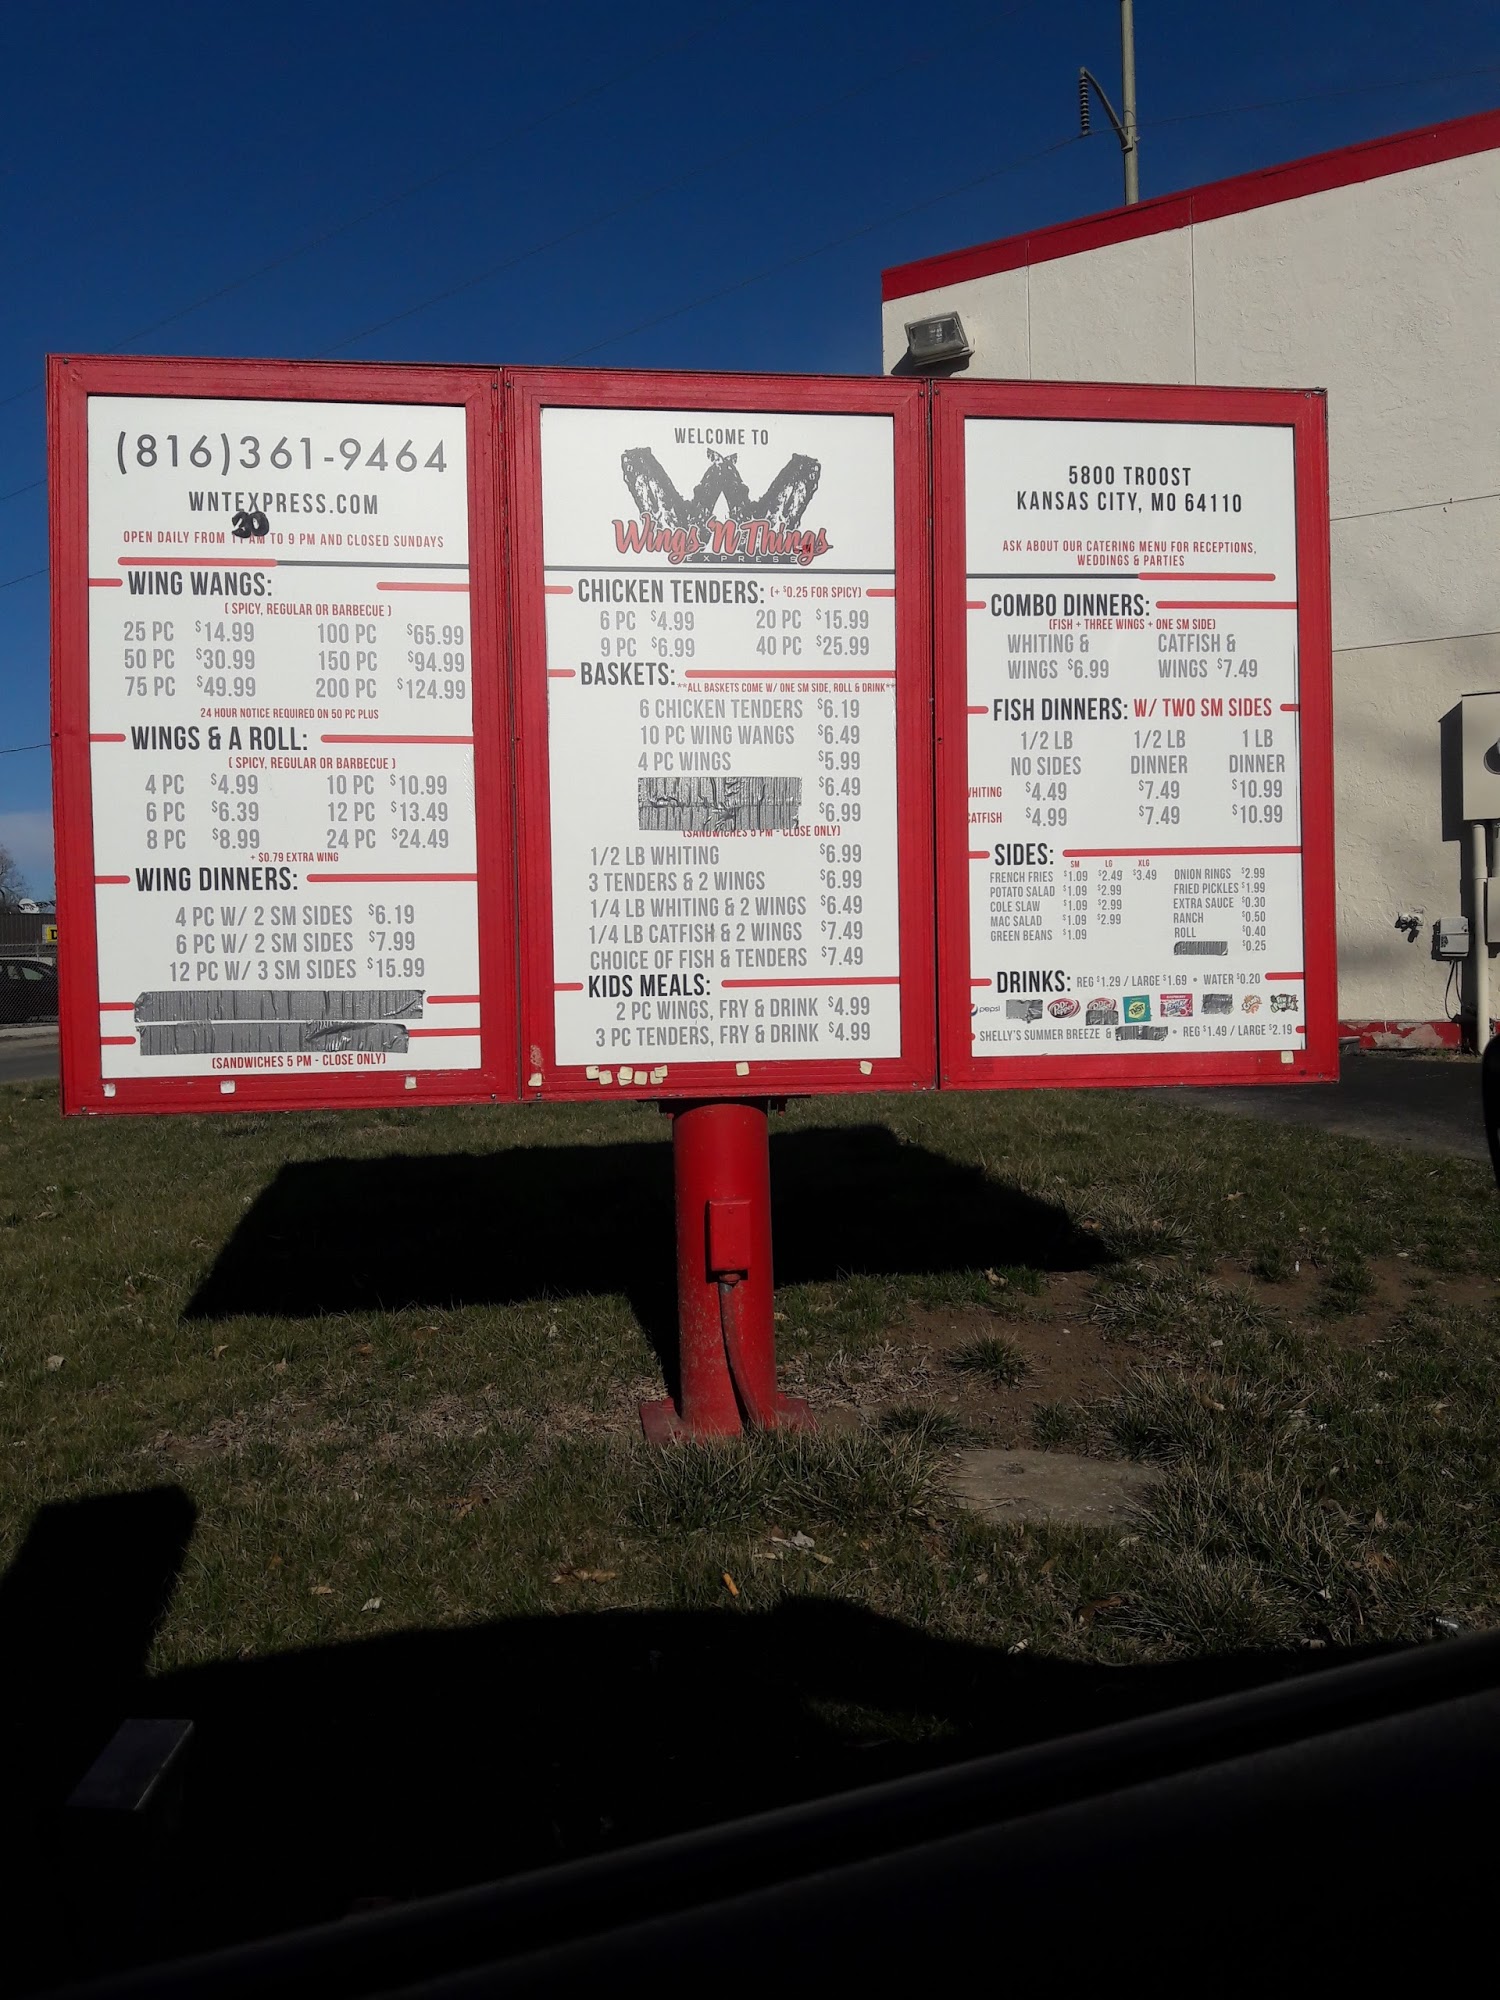 (816)361-9464
WNTEXPRESS.COM
30
OPEN DAILY FROM 11 AM TO 9 PM AND CLOSED SUNDAYS
WING WANGS:
( SPICY, REGULAR OR BARBECUE )
25 PC $14.99 100 PC $65.99
50 PC $30.99 150 PC $94.99
75 PC $49.99 200 PC $124.99
24 HOUR NOTICE REQUIRED ON 50 PC PLUS
WINGS & A ROLL:
( SPICY, REGULAR OR BARBECUE )
4 PC $4.99 10 PC $10.99
6 PC $6.39 12 PC $13.49
8 PC $8.99 24 PC $24.49
+ $0.79 EXTRA WING
WING DINNERS:
4 PC W/ 2 SM SIDES $6.19
6 PC W/ 2 SM SIDES $7.99
12 PC W/ 3 SM SIDES $15.99
(SANDWICHES 5 PM - CLOSE ONLY)
WELCOME TO
Wings 'N Things
EXPRESS
CHICKEN TENDERS: (+ $0.25 FOR SPICY)
6 PC $4.99 20 PC $15.99
9 PC $6.99 40 PC $25.99
BASKETS:
**ALL BASKETS COME W/ ONE SM SIDE, ROLL & DRINK**
6 CHICKEN TENDERS $6.19
10 PC WING WANGS $6.49
4 PC WINGS $5.99
$6.49
$6.99
(SANDWICHES 5 PM - CLOSE ONLY)
1/2 LB WHITING $6.99
3 TENDERS & 2 WINGS $6.99
1/4 LB WHITING & 2 WINGS $6.49
1/4 LB CATFISH & 2 WINGS $7.49
CHOICE OF FISH & TENDERS $7.49
KIDS MEALS:
2 PC WINGS, FRY & DRINK $4.99
3 PC TENDERS, FRY & DRINK $4.99
5800 TROOST
KANSAS CITY, MO 64110
ASK ABOUT OUR CATERING MENU FOR RECEPTIONS,
WEDDINGS & PARTIES
COMBO DINNERS:
(FISH + THREE WINGS + ONE SM SIDE)
WHITING & CATFISH &
WINGS $6.99 WINGS $7.49
FISH DINNERS: W/ TWO SM SIDES
1/2 LB 1/2 LB 1 LB
NO SIDES DINNER DINNER
WHITING $4.49 $7.49 $10.99
CATFISH $4.99 $7.49 $10.99
SIDES:
SM LG XLG
FRENCH FRIES $1.09 $2.49 $3.49 ONION RINGS $2.99
POTATO SALAD $1.09 $2.99 FRIED PICKLES $1.99
COLE SLAW $1.09 $2.99 EXTRA SAUCE $0.30
MAC SALAD $1.09 $2.99 RANCH $0.50
GREEN BEANS $1.09 ROLL $0.40
$0.25
DRINKS: REG $1.29 / LARGE $1.69 • WATER $0.20
pepsi Dr Pepper
SHELLY'S SUMMER BREEZE & • REG $1.49 / LARGE $2.19